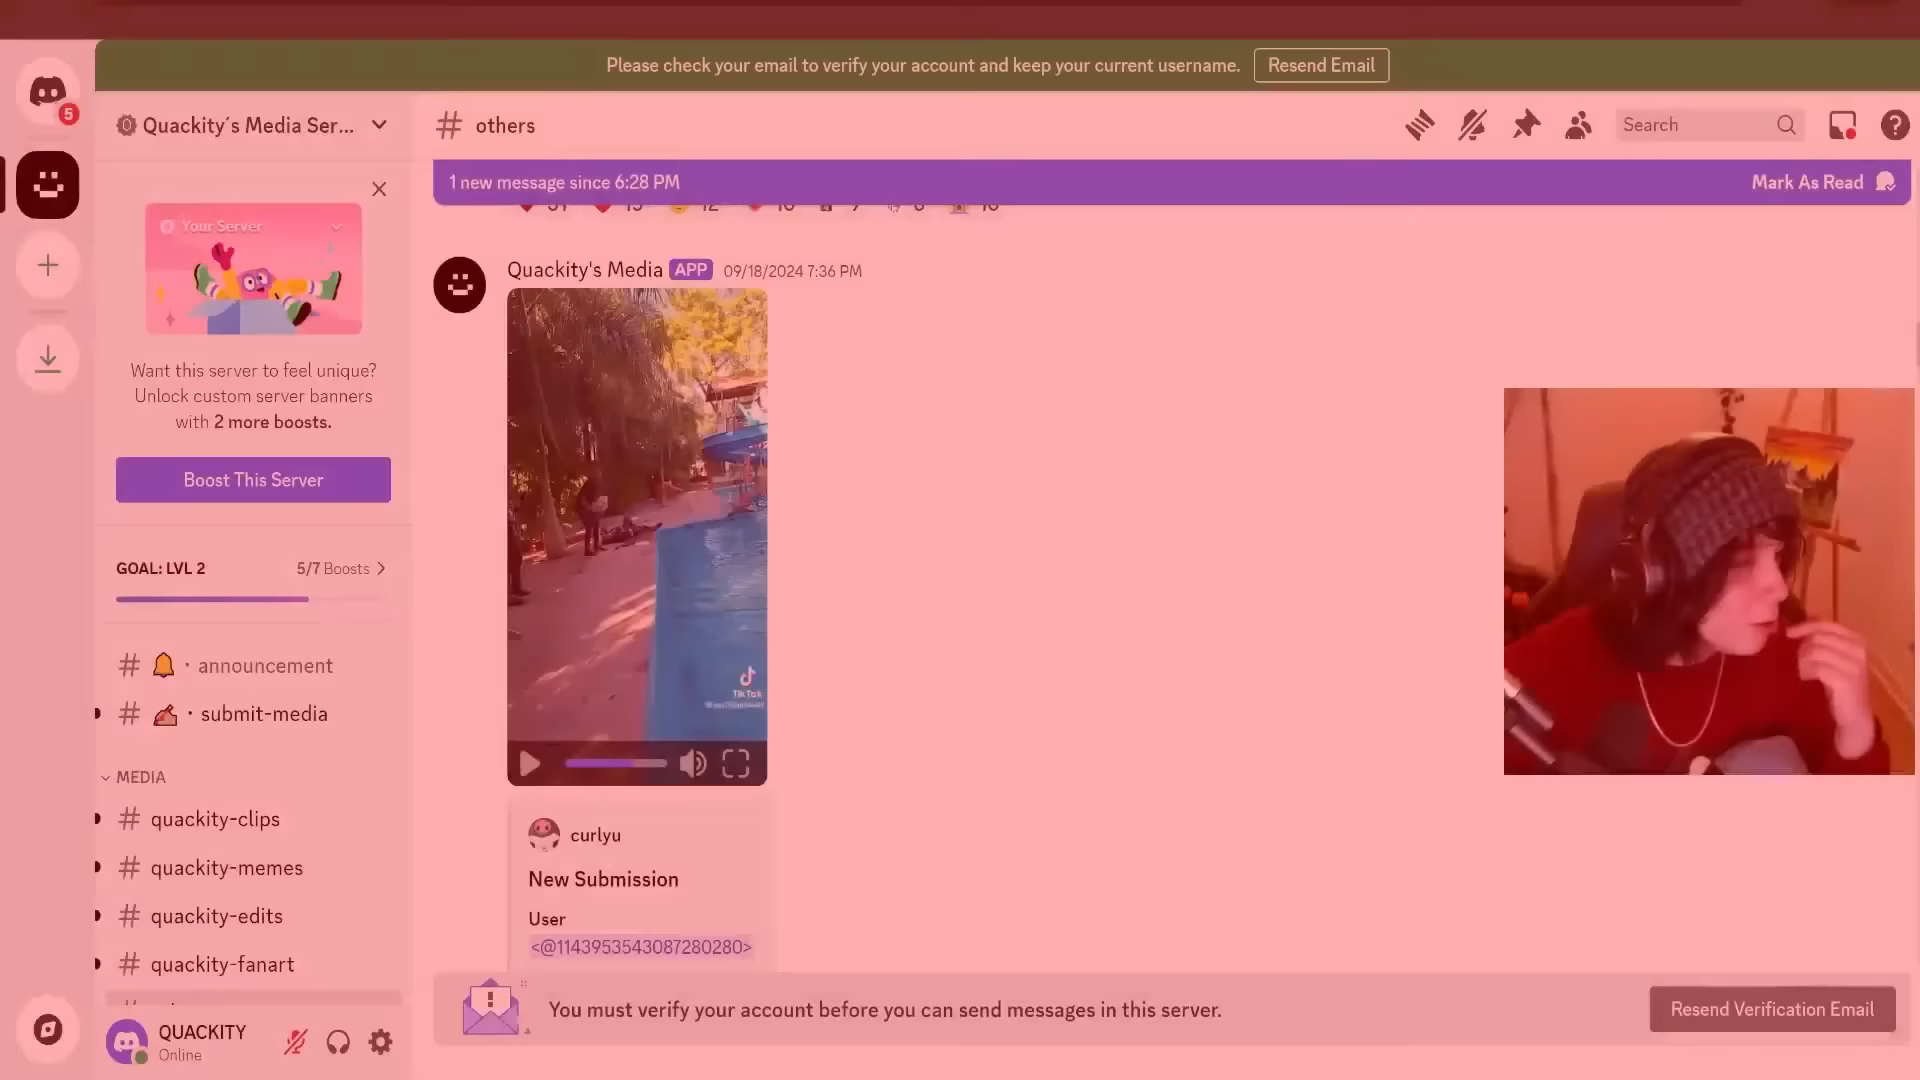 Please check your email to verify your account and keep your current username.
Resend Email
5
Quackity´s Media Ser...
# others
Search
1 new message since 6:28 PM
Mark As Read
Your Server
Want this server to feel unique?
Unlock custom server banners
with 2 more boosts.
Boost This Server
GOAL: LVL 2
5/7 Boosts
# · announcement
# · submit-media
MEDIA
# quackity-clips
# quackity-memes
# quackity-edits
# quackity-fanart
QUACKITY
Online
Quackity's Media APP 09/18/2024 7:36 PM
TikTok
curlyu
New Submission
User
<@1143953543087280280>
You must verify your account before you can send messages in this server.
Resend Verification Email